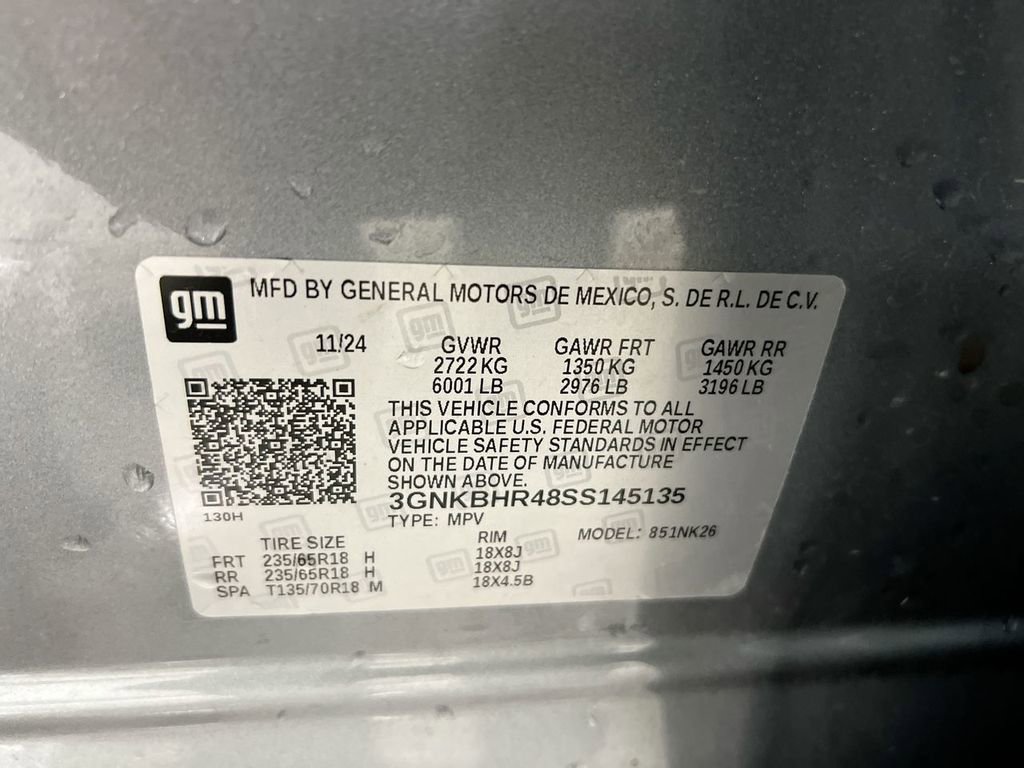 gm MFD BY GENERAL MOTORS DE MEXICO, S. DE R.L. DE C.V.
11/24 GVWR GAWR FRT GAWR RR
2722 KG 1350 KG 1450 KG
6001 LB 2976 LB 3196 LB
THIS VEHICLE CONFORMS TO ALL
APPLICABLE U.S. FEDERAL MOTOR
VEHICLE SAFETY STANDARDS IN EFFECT
ON THE DATE OF MANUFACTURE
SHOWN ABOVE.
3GNKBHR48SS145135
130H TYPE: MPV MODEL: 851NK26
TIRE SIZE RIM
FRT 235/65R18 H 18X8J
RR 235/65R18 H 18X8J
SPA T135/70R18 M 18X4.5B